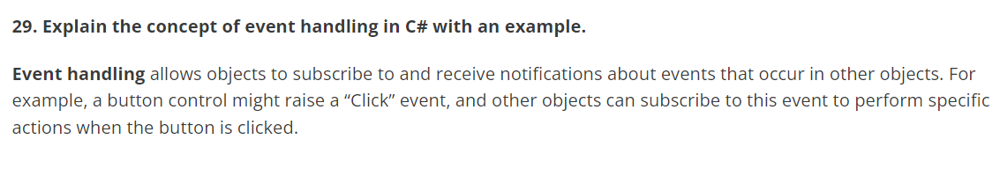 29. Explain the concept of event handling in C# with an example.
Event handling allows objects to subscribe to and receive notifications about events that occur in other objects. For
example, a button control might raise a “Click” event, and other objects can subscribe to this event to perform specific
actions when the button is clicked.